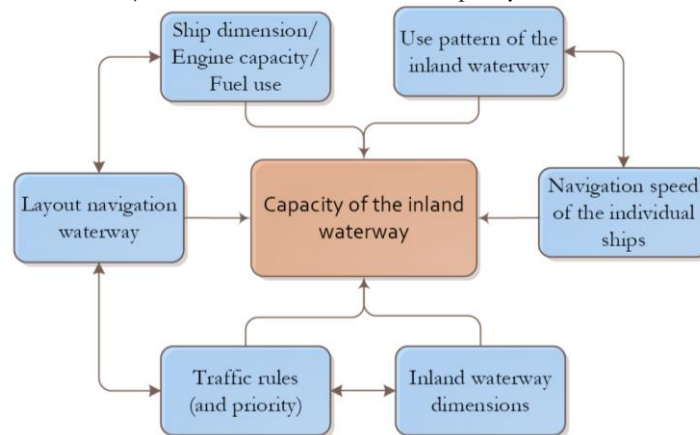 Ship dimension/
Engine capacity/
Fuel use
Use pattern of the
inland waterway
Layout navigation
waterway
Capacity of the inland
waterway
Navigation speed
of the individual
ships
Traffic rules
(and priority)
Inland waterway
dimensions